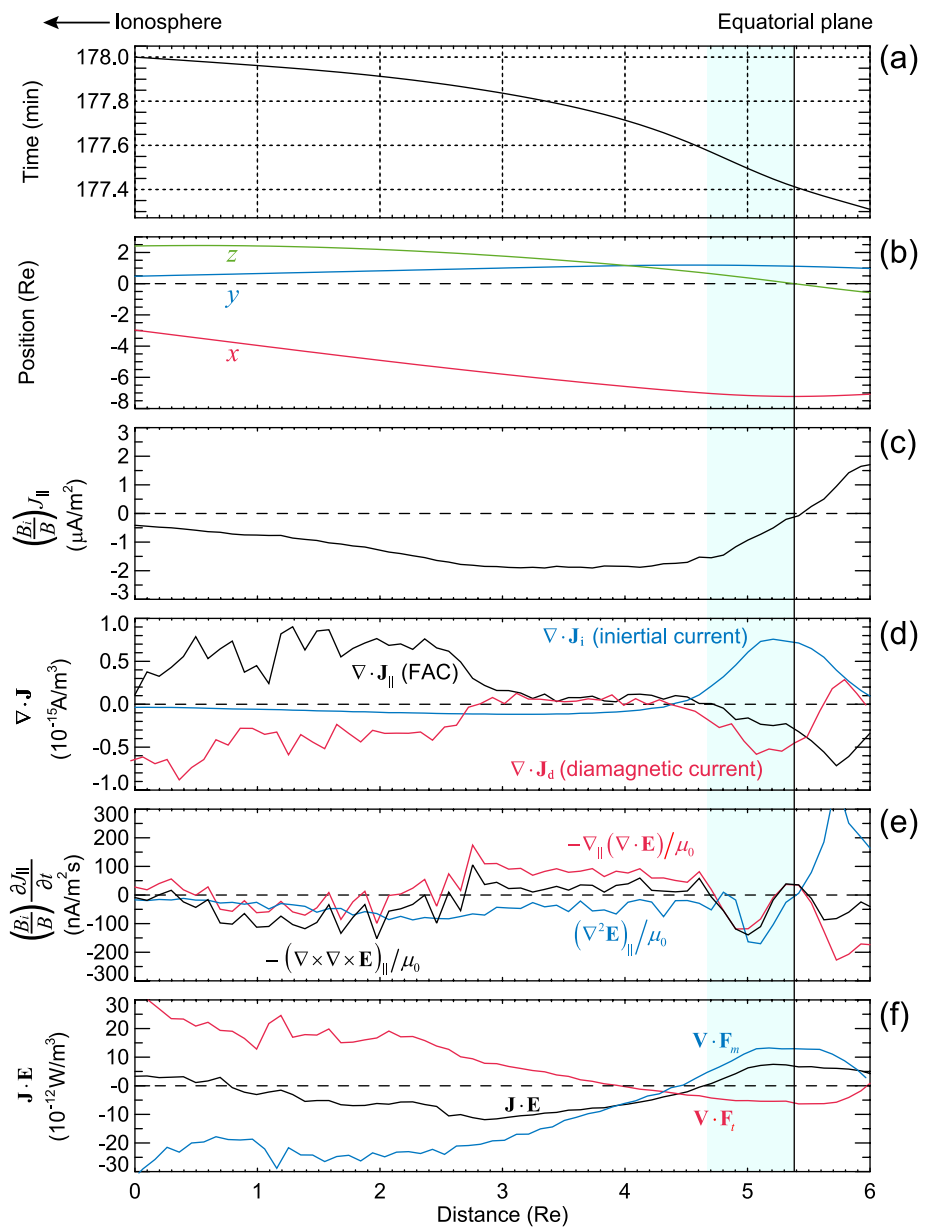 ← Ionosphere Equatorial plane
(a)
178.0
177.8
177.6
177.4
Time (min)
(b)
2
0
-2
-4
-6
-8
Position (Re)
z
y
x
(c)
3
2
1
0
-1
-2
-3
(B_i/B) J_∥
(μA/m²)
(d)
1.0
0.5
0.0
-0.5
-1.0
∇·J
(10⁻¹⁵A/m³)
∇·J_i (iniertial current)
∇·J_∥ (FAC)
∇·J_d (diamagnetic current)
(e)
300
200
100
0
100
-200
-300
(B_i/B) ∂J_∥/∂t
(nA/m²s)
−∇_∥(∇·E)/μ₀
(∇²E)_∥/μ₀
−(∇×∇×E)_∥/μ₀
(f)
30
20
10
-0
-10
-20
-30
J·E
(10⁻¹²W/m³)
V·F_m
J·E
V·F_t
0 1 2 3 4 5 6
Distance (Re)